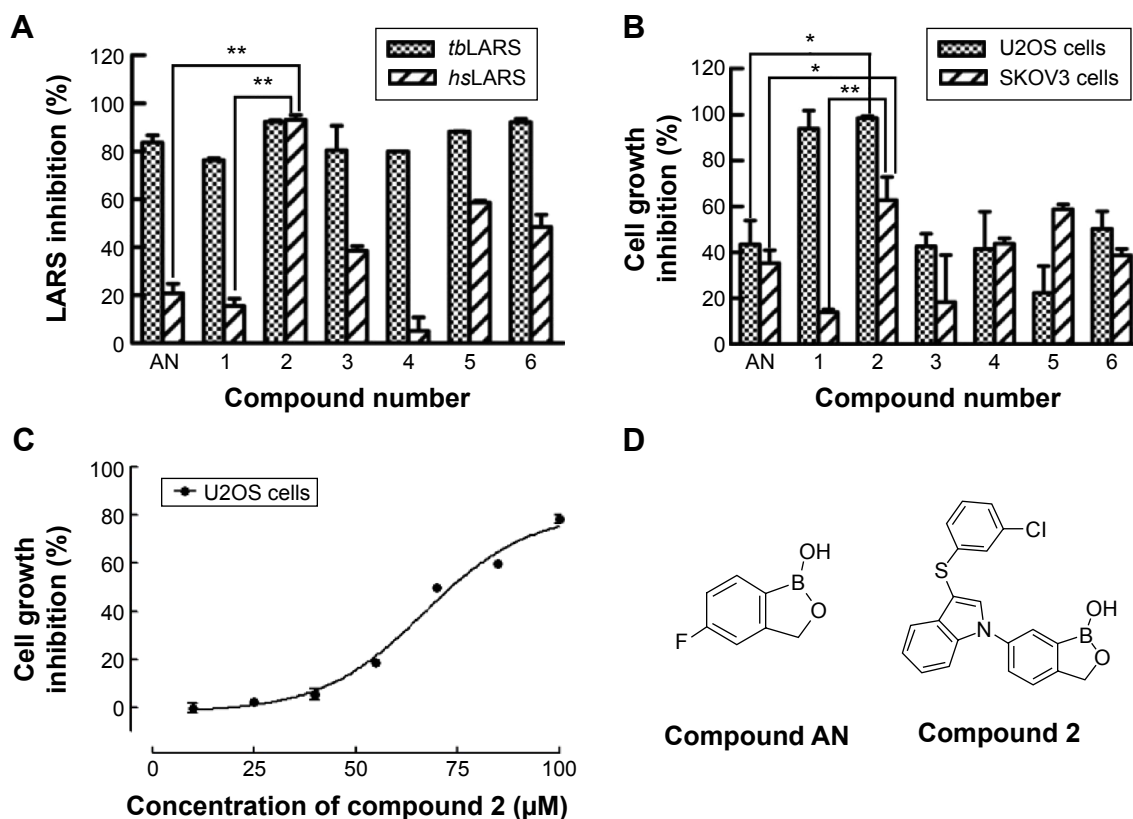 A
LARS inhibition (%)
120
100
80
60
40
20
0
**
**
tbLARS
hsLARS
AN 1 2 3 4 5 6
Compound number
B
Cell growth
inhibition (%)
120
100
80
60
40
20
0
*
*
**
U2OS cells
SKOV3 cells
AN 1 2 3 4 5 6
Compound number
C
Cell growth
inhibition (%)
100
80
60
40
20
0
U2OS cells
0 25 50 75 100
Concentration of compound 2 (µM)
D
OH
B
O
F
Compound AN
Cl
S
N
OH
B
O
Compound 2